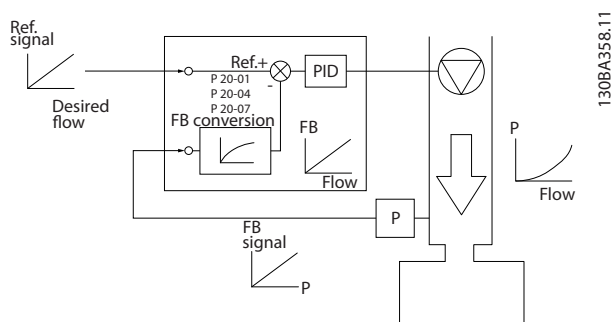 Ref.
signal
Desired
flow
Ref.+
-
P 20-01
P 20-04
P 20-07
FB conversion
PID
FB
Flow
P
FB
signal
P
P
Flow
130BA358.11